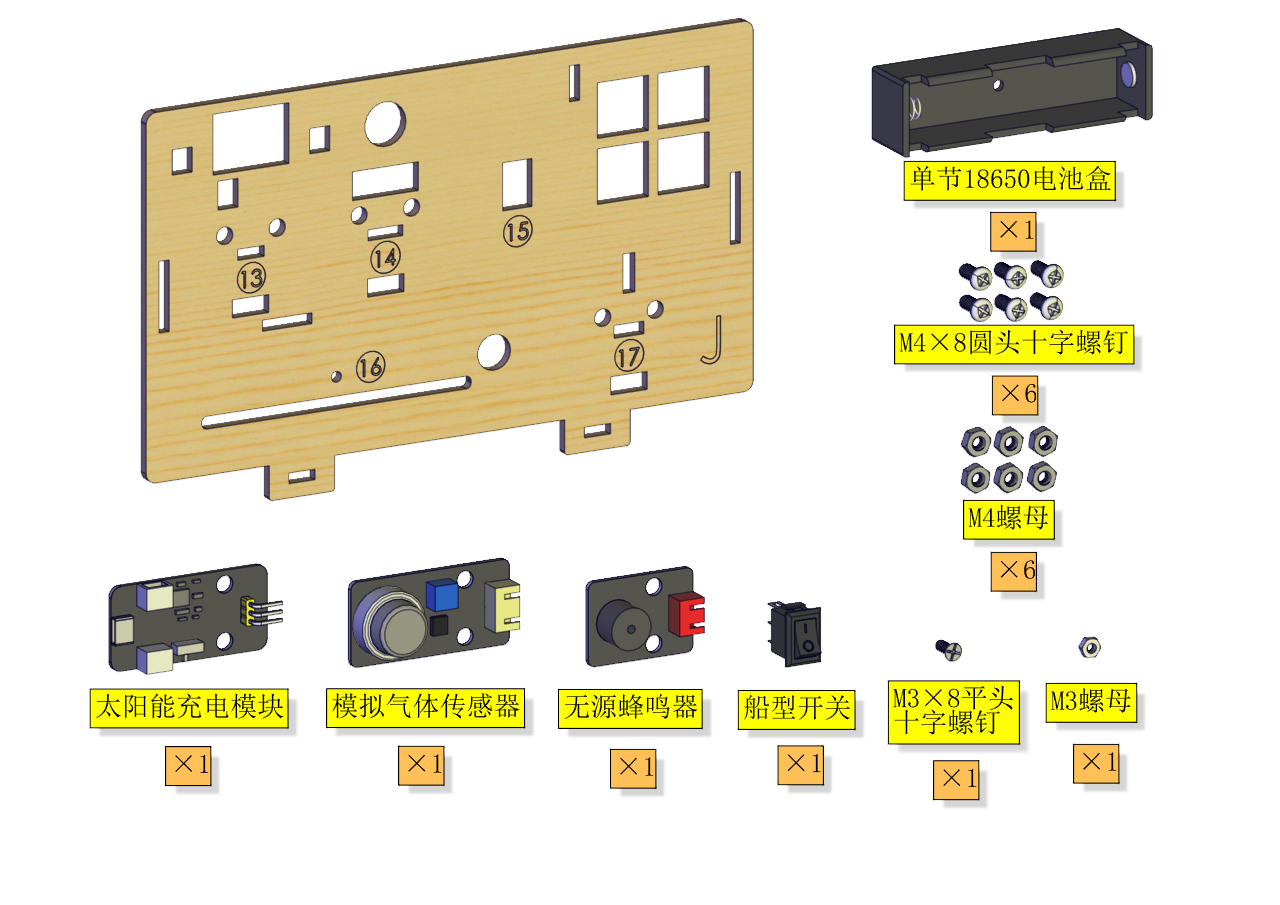 ⑬
⑭
⑮
⑯
⑰
J
单节18650电池盒
×1
M4×8圆头十字螺钉
×6
M4螺母
×6
太阳能充电模块
×1
模拟气体传感器
×1
无源蜂鸣器
×1
船型开关
×1
M3×8平头
十字螺钉
×1
M3螺母
×1